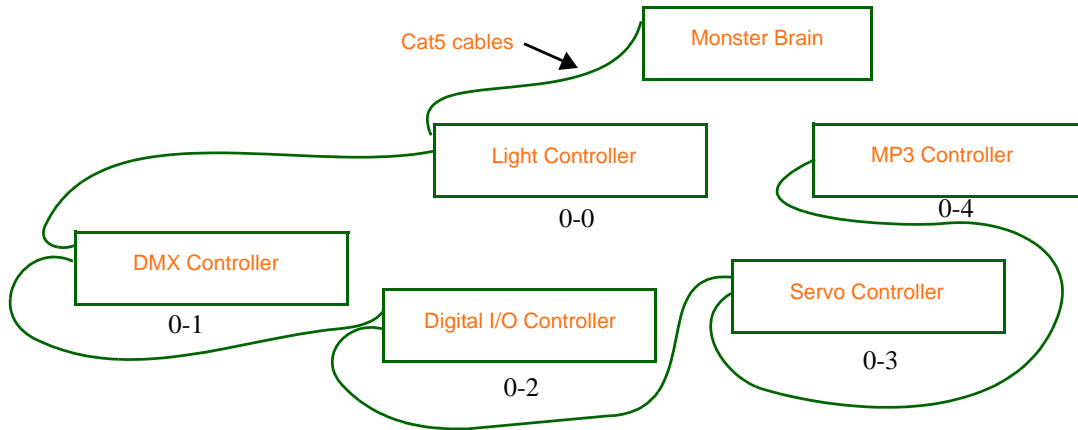 Monster Brain
Cat5 cables
Light Controller
MP3 Controller
0-0
0-4
DMX Controller
Servo Controller
0-1
Digital I/O Controller
0-3
0-2